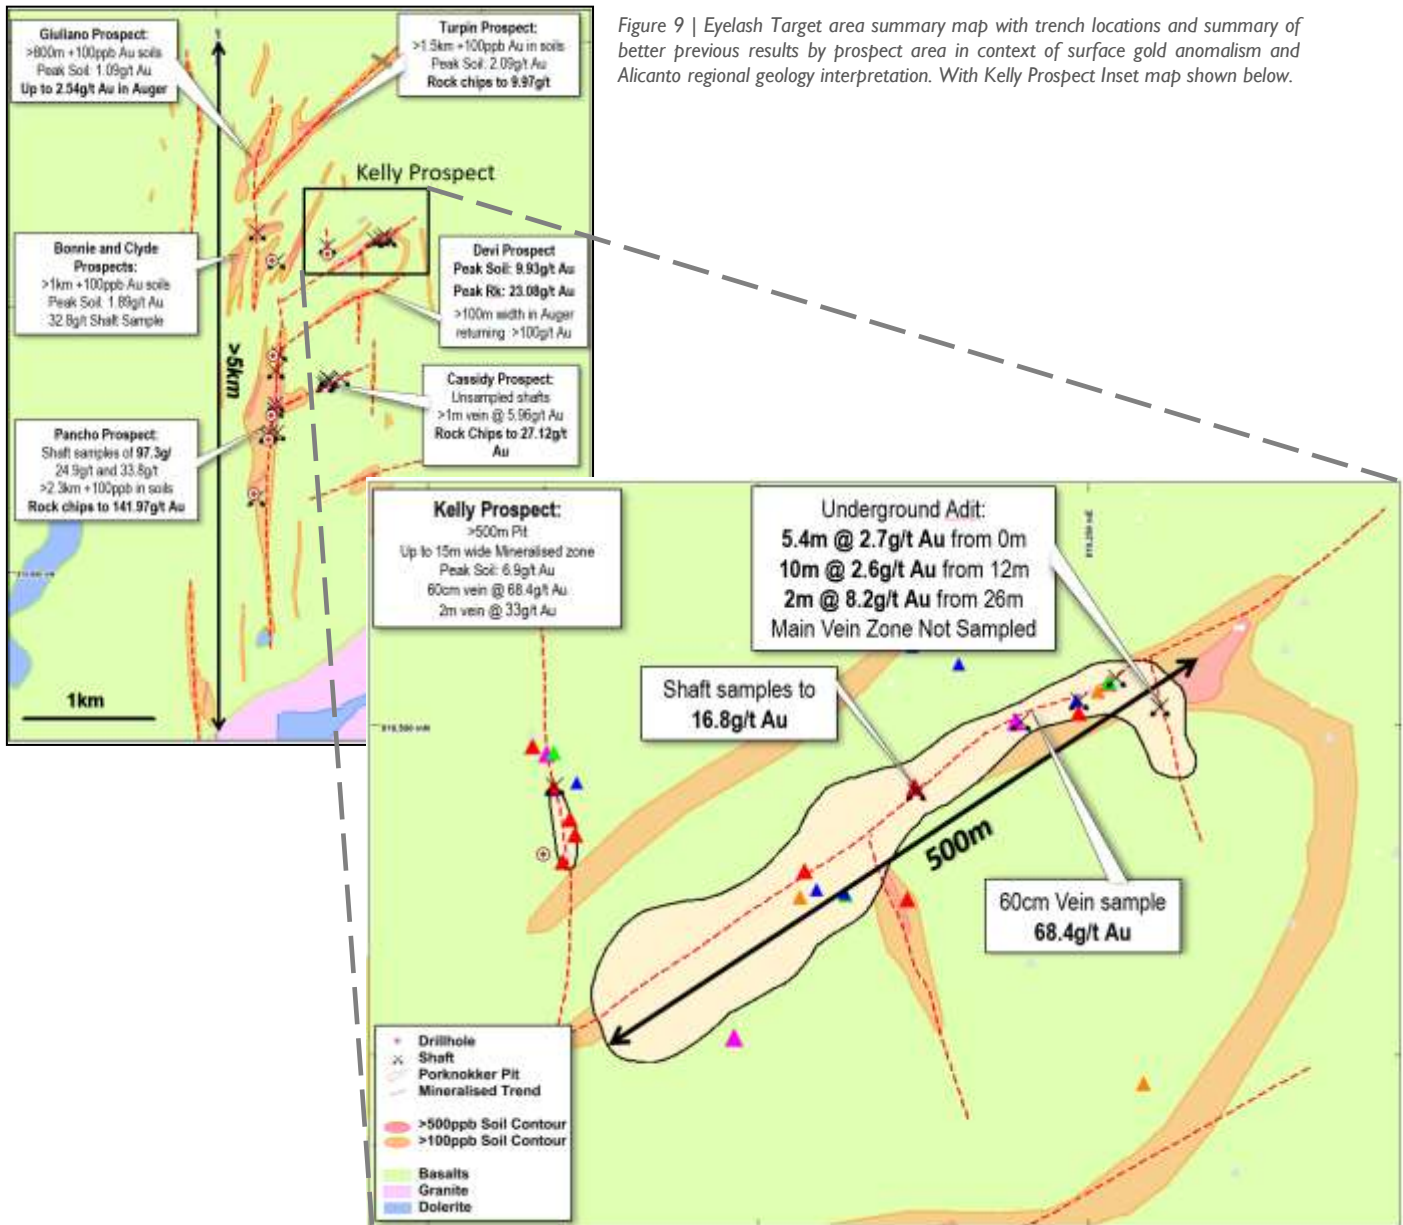 Giuliano Prospect:
>800m +100ppb Au soils
Peak Soil: 1.09g/t Au
Up to 2.54g/t Au in Auger
Turpin Prospect:
>1.5km +100ppb Au in soils
Peak Soil: 2.09g/t Au
Rock chips to 9.97g/t
Figure 9 | Eyelash Target area summary map with trench locations and summary of
better previous results by prospect area in context of surface gold anomalism and
Alicanto regional geology interpretation. With Kelly Prospect Inset map shown below.
Kelly Prospect
Bonnie and Clyde
Prospects:
>1km +100ppb Au soils
Peak Soil: 1.89g/t Au
32.8g/t Shaft Sample
Devi Prospect
Peak Soil: 9.93g/t Au
Peak Rk: 23.08g/t Au
>100m width in Auger
returning >100g/t Au
>5km
Cassidy Prospect:
Unsampled shafts
>1m vein @ 5.96g/t Au
Rock Chips to 27.12g/t
Au
Pancho Prospect:
Shaft samples of 97.3g/
24.9g/t and 33.8g/t
>2.3km +100ppb in soils
Rock chips to 141.97g/t Au
1km
Kelly Prospect:
>500m Pit
Up to 15m wide Mineralised zone
Peak Soil: 6.9g/t Au
60cm vein @ 68.4g/t Au
2m vein @ 33g/t Au
Underground Adit:
5.4m @ 2.7g/t Au from 0m
10m @ 2.6g/t Au from 12m
2m @ 8.2g/t Au from 26m
Main Vein Zone Not Sampled
Shaft samples to
16.8g/t Au
500m
60cm Vein sample
68.4g/t Au
Drillhole
Shaft
Porknokker Pit
Mineralised Trend
>500ppb Soil Contour
>100ppb Soil Contour
Basalts
Granite
Dolerite